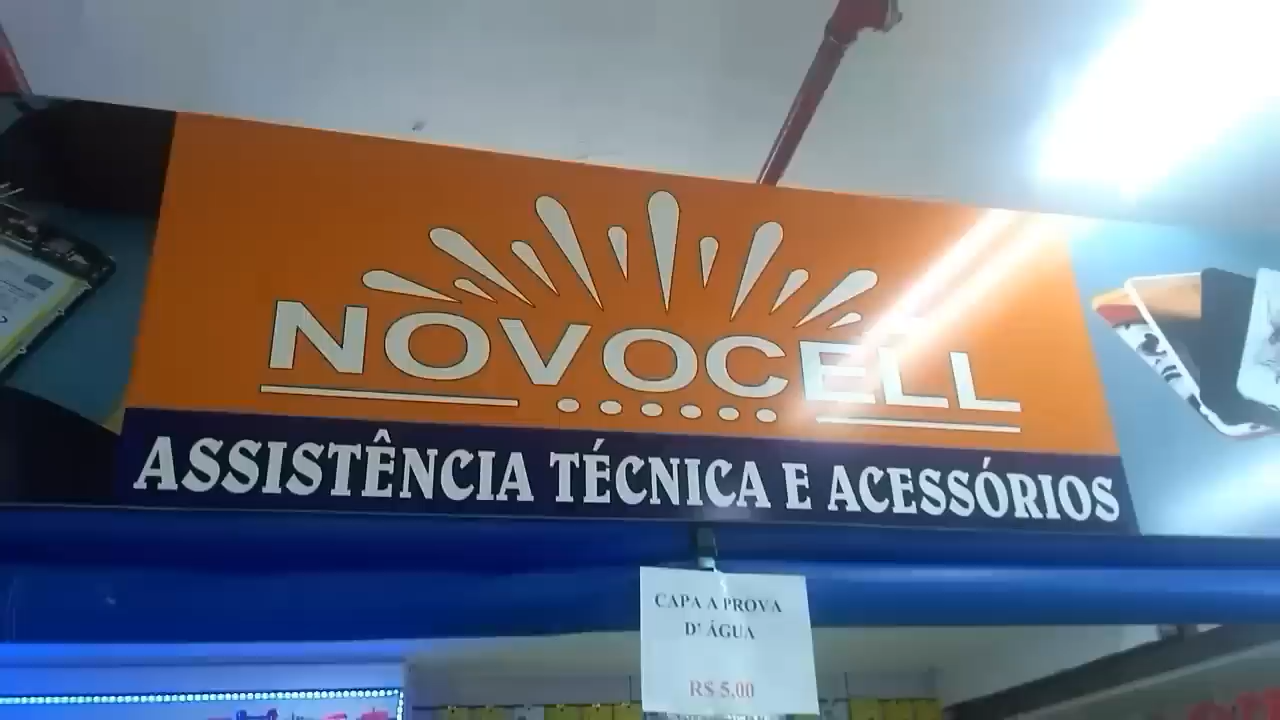 NOVOCELL
ASSISTÊNCIA TÉCNICA E ACESSÓRIOS
CAPA A PROVA
D' ÁGUA
R$ 5,00